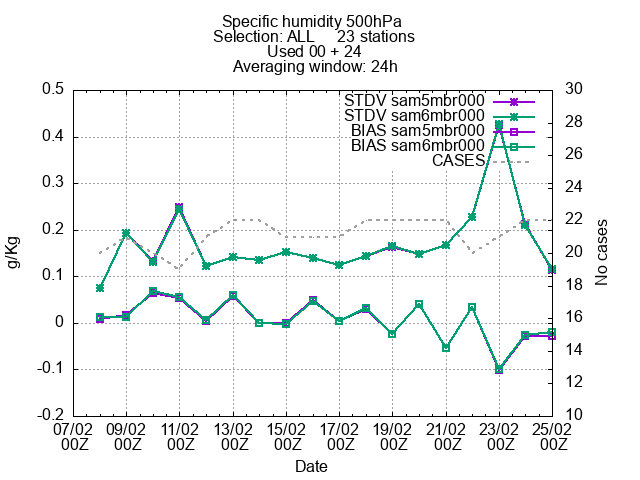 Specific humidity 500hPa
Selection: ALL 23 stations
Used 00 + 24
Averaging window: 24h
STDV sam5mbr000
STDV sam6mbr000
BIAS sam5mbr000
BIAS sam6mbr000
CASES
g/Kg
0.5
0.4
0.3
0.2
0.1
0
-0.1
-0.2
30
28
26
24
22
20
18
16
14
12
10
No cases
07/02 09/02 11/02 13/02 15/02 17/02 19/02 21/02 23/02 25/02
00Z 00Z 00Z 00Z 00Z 00Z 00Z 00Z 00Z 00Z
Date